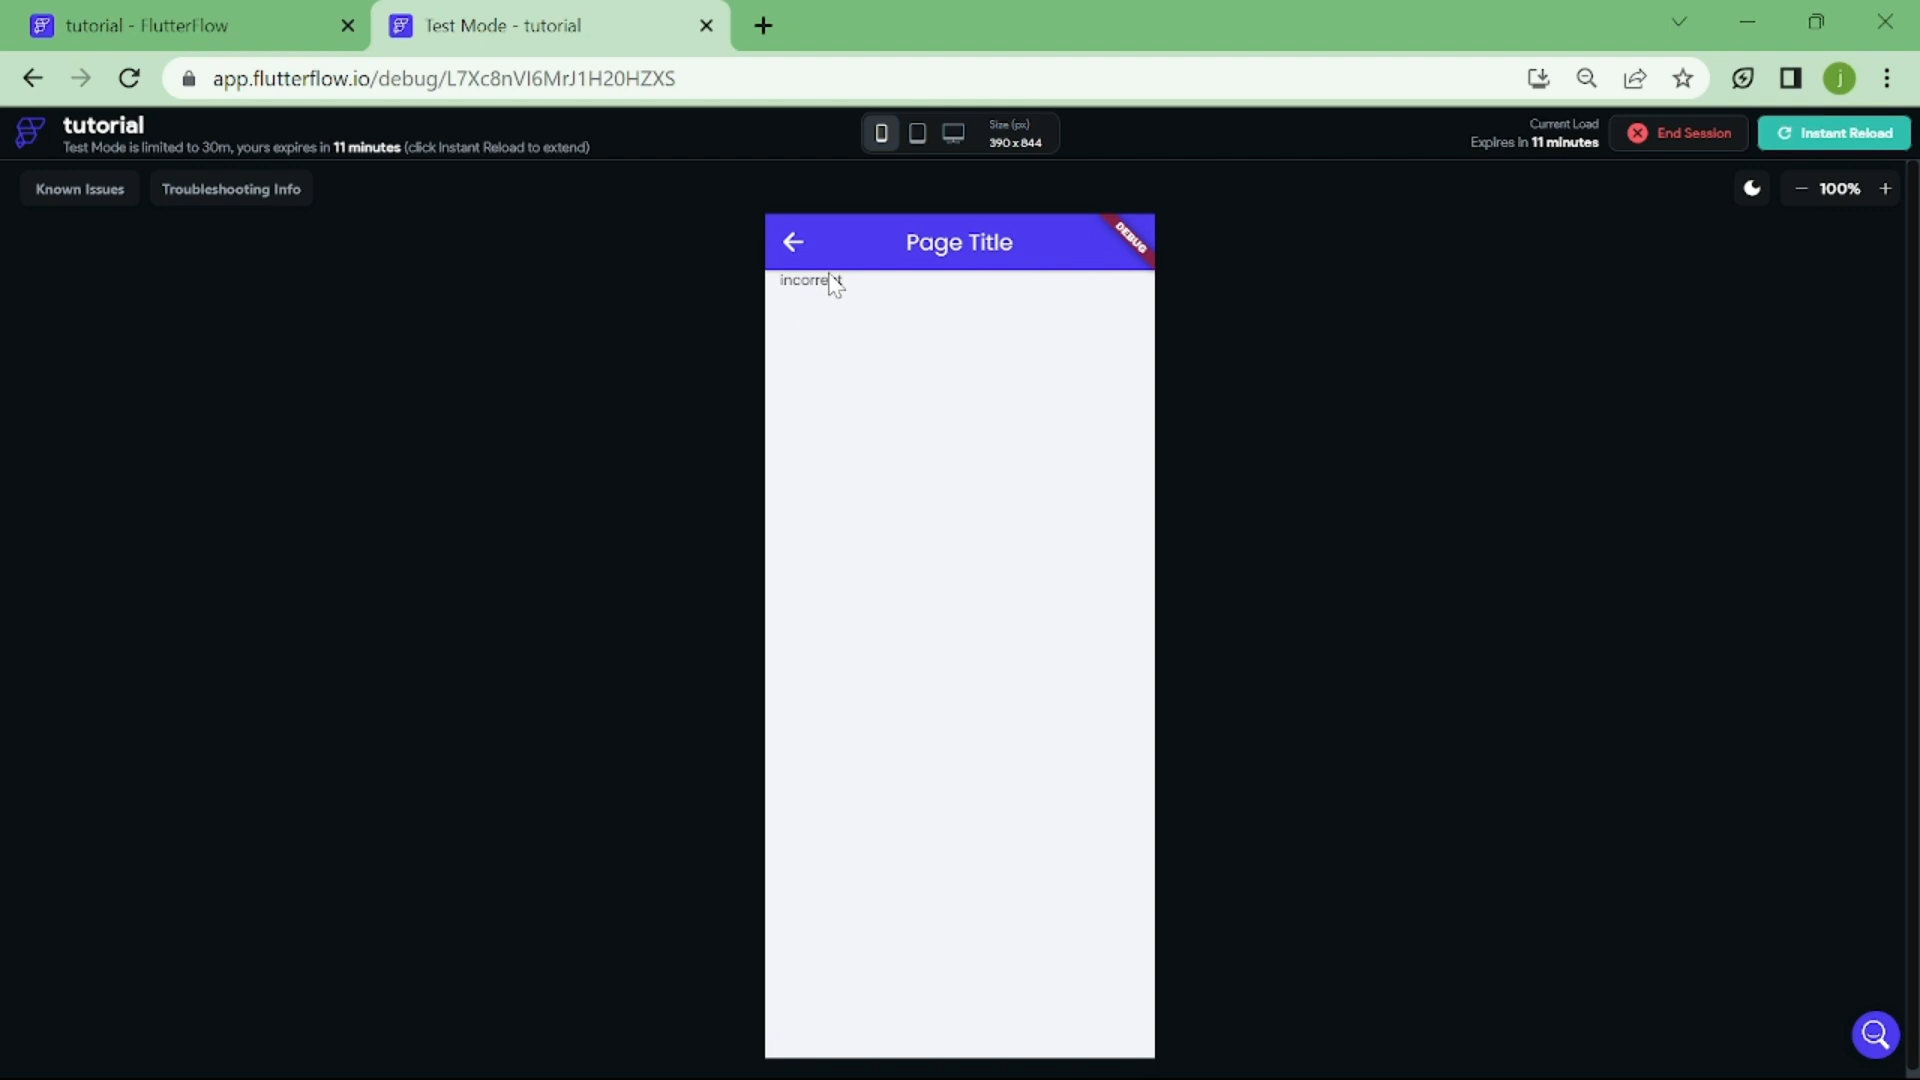 tutorial - FlutterFlow
Test Mode - tutorial
app.flutterflow.io/debug/L7Xc8nVI6MrJ1H20HZXS
j
tutorial
Test Mode is limited to 30m, yours expires in 11 minutes (click Instant Reload to extend)
Size (px)
390 x 844
Current Load
Expires in 11 minutes
End Session
Instant Reload
Known Issues
Troubleshooting Info
100%
Page Title
DEBUG
incorrect